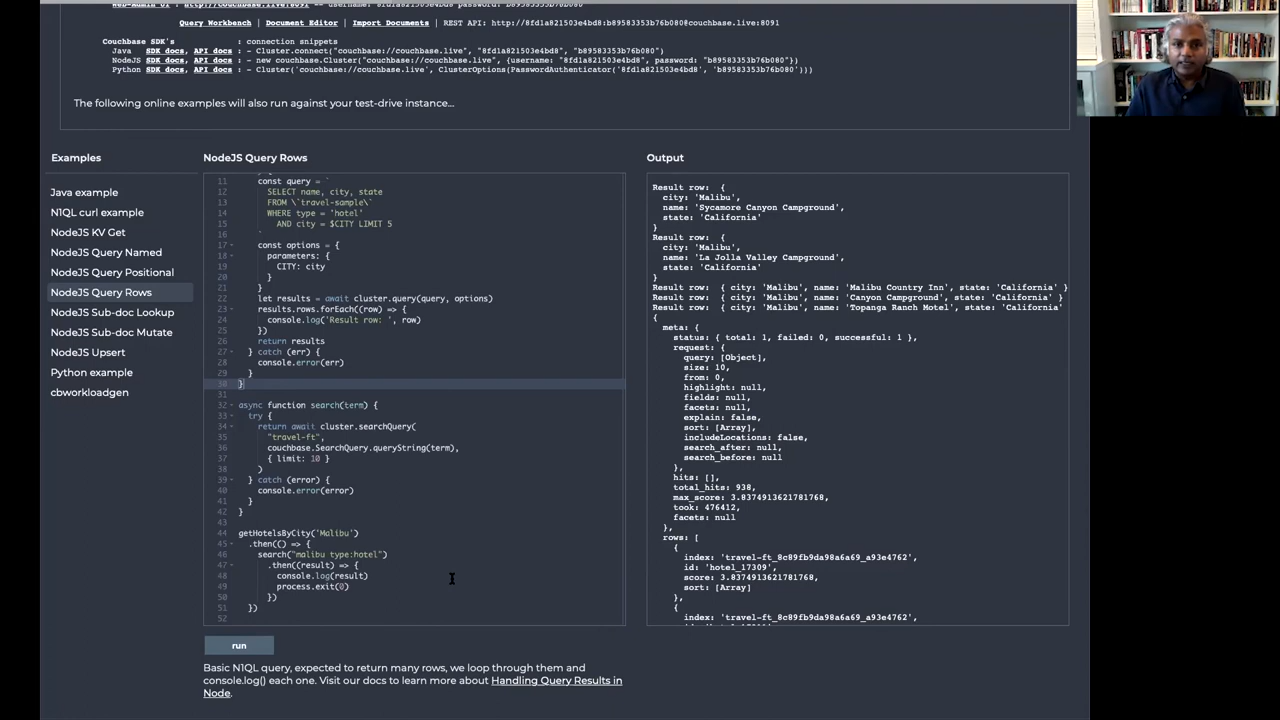 Query Workbench | Document Editor | Import Documents | REST API: http://8fd1a821503e4bd8:b89583353b76b080@couchbase.live:8091
Couchbase SDK's : connection snippets
Java SDK docs, API docs : - Cluster.connect("couchbase://couchbase.live", "8fd1a821503e4bd8", "b89583353b76b080")
NodeJS SDK docs, API docs : - new couchbase.Cluster("couchbase://couchbase.live", {username: "8fd1a821503e4bd8", password: "b89583353b76b080"})
Python SDK docs, API docs : - Cluster('couchbase://couchbase.live', ClusterOptions(PasswordAuthenticator('8fd1a821503e4bd8', 'b89583353b76b080')))
The following online examples will also run against your test-drive instance...
Examples
Java example
N1QL curl example
NodeJS KV Get
NodeJS Query Named
NodeJS Query Positional
NodeJS Query Rows
NodeJS Sub-doc Lookup
NodeJS Sub-doc Mutate
NodeJS Upsert
Python example
cbworkloadgen
NodeJS Query Rows
11 const query = `
12 SELECT name, city, state
13 FROM \`travel-sample\`
14 WHERE type = 'hotel'
15 AND city = $CITY LIMIT 5
16 `
17 const options = {
18 parameters: {
19 CITY: city
20 }
21 }
22 let results = await cluster.query(query, options)
23 results.rows.forEach((row) => {
24 console.log('Result row: ', row)
25 })
26 return results
27 } catch (err) {
28 console.error(err)
29 }
30 }
31
32 async function search(term) {
33 try {
34 return await cluster.searchQuery(
35 "travel-ft",
36 couchbase.SearchQuery.queryString(term),
37 { limit: 10 }
38 )
39 } catch (error) {
40 console.error(error)
41 }
42 }
43
44 getHotelsByCity('Malibu')
45 .then(() => {
46 search("malibu type:hotel")
47 .then((result) => {
48 console.log(result)
49 process.exit(0)
50 })
51 })
52
run
Basic N1QL query, expected to return many rows, we loop through them and
console.log() each one. Visit our docs to learn more about Handling Query Results in
Node.
Output
Result row: {
city: 'Malibu',
name: 'Sycamore Canyon Campground',
state: 'California'
}
Result row: {
city: 'Malibu',
name: 'La Jolla Valley Campground',
state: 'California'
}
Result row: { city: 'Malibu', name: 'Malibu Country Inn', state: 'California' }
Result row: { city: 'Malibu', name: 'Canyon Campground', state: 'California' }
Result row: { city: 'Malibu', name: 'Topanga Ranch Motel', state: 'California'
{
meta: {
status: { total: 1, failed: 0, successful: 1 },
request: {
query: [Object],
size: 10,
from: 0,
highlight: null,
fields: null,
facets: null,
explain: false,
sort: [Array],
includeLocations: false,
search_after: null,
search_before: null
},
hits: [],
total_hits: 938,
max_score: 3.8374913621781768,
took: 476412,
facets: null
},
rows: [
{
index: 'travel-ft_8c89fb9da98a6a69_a93e4762',
id: 'hotel_17309',
score: 3.8374913621781768,
sort: [Array]
},
{
index: 'travel-ft_8c89fb9da98a6a69_a93e4762',